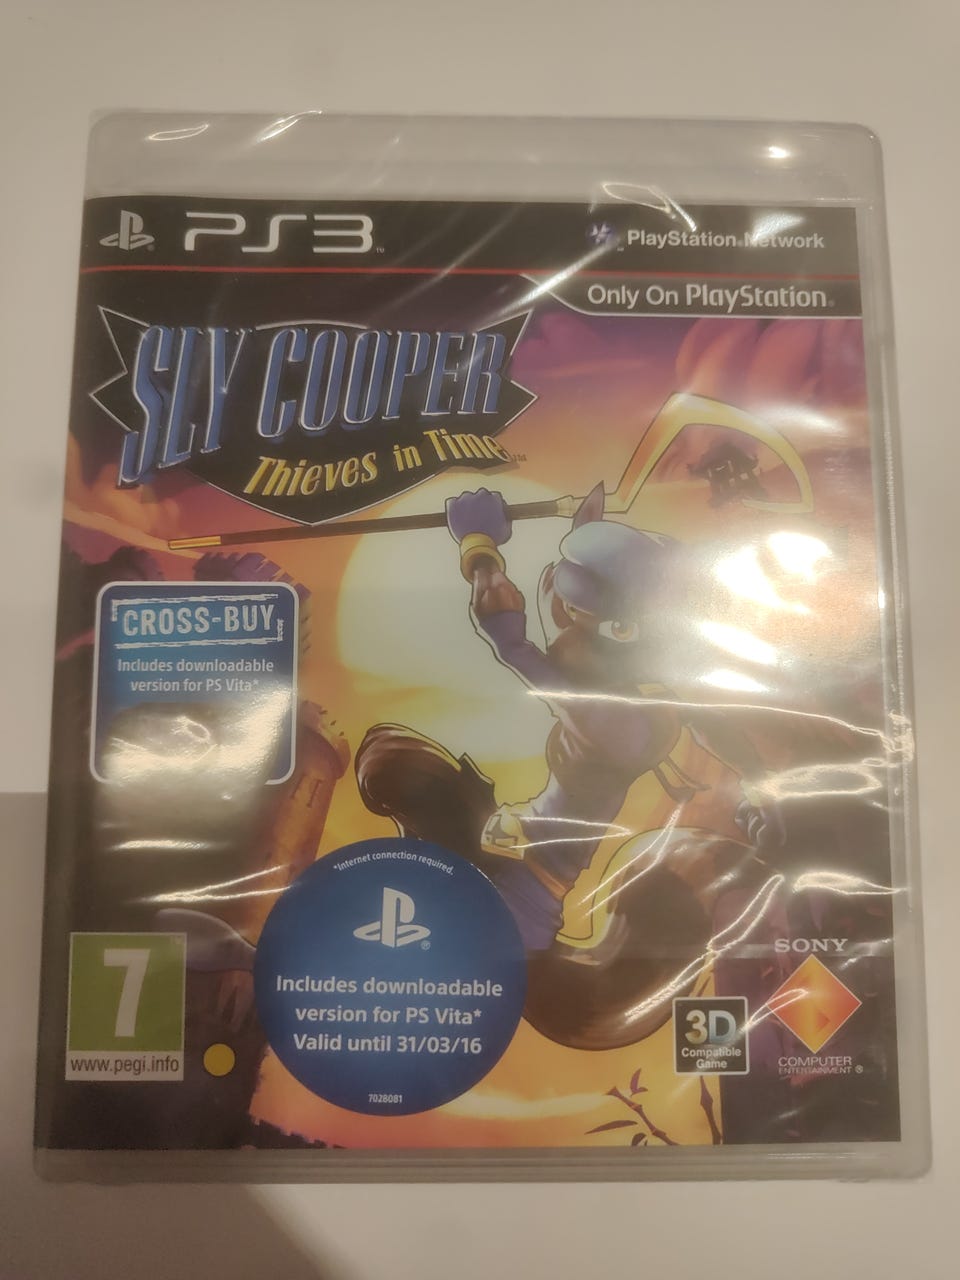 PS3
PlayStation Network
Only On PlayStation
SLY COOPER
Thieves in Time
CROSS-BUY
Includes downloadable
version for PS Vita*
*Internet connection required.
Includes downloadable
version for PS Vita*
Valid until 31/03/16
7028081
7
www.pegi.info
3D
Compatible
Game
SONY
COMPUTER
ENTERTAINMENT®